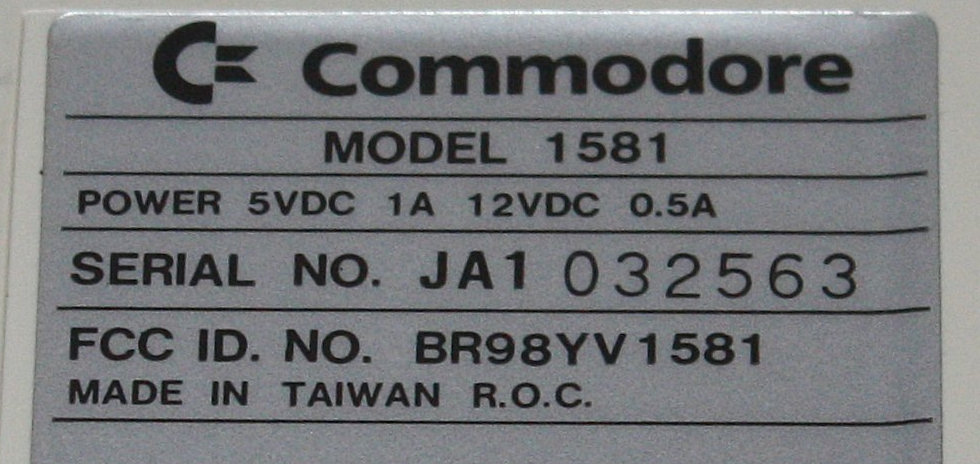 Commodore
MODEL 1581
POWER 5VDC 1A 12VDC 0.5A
SERIAL NO. JA1 032563
FCC ID. NO. BR98YV1581
MADE IN TAIWAN R.O.C.